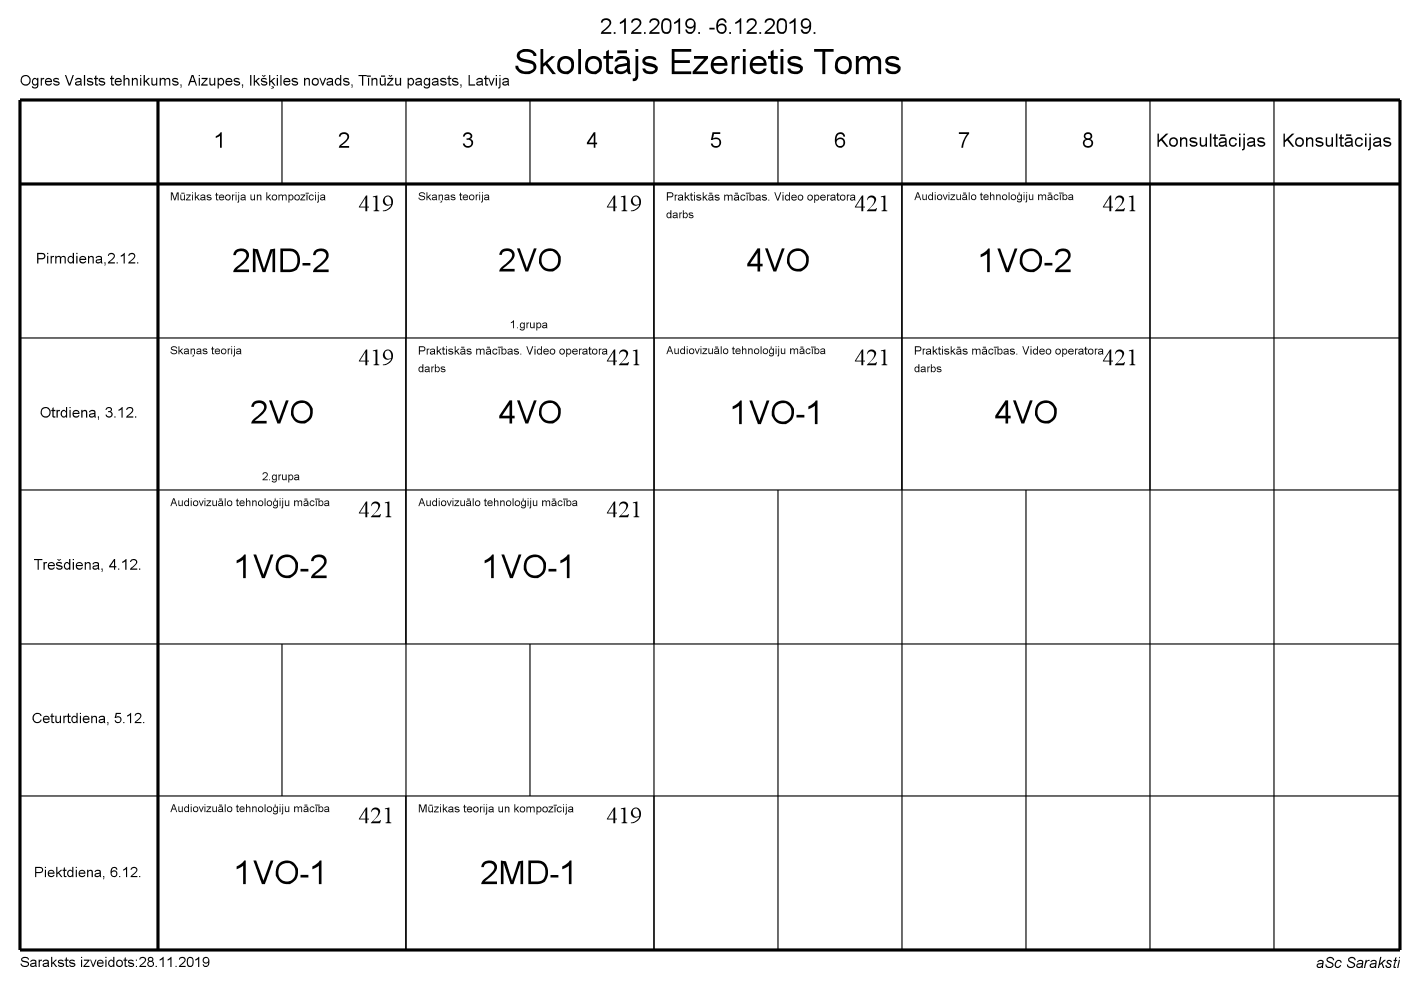 2.12.2019. -6.12.2019.
Skolotājs Ezerietis Toms
Ogres Valsts tehnikums, Aizupes, Ikšķiles novads, Tīnūžu pagasts, Latvija
1 2 3 4 5 6 7 8 Konsultācijas Konsultācijas
Pirmdiena,2.12.
Mūzikas teorija un kompozīcija 419
2MD-2
Skaņas teorija 419
2VO
1.grupa
Praktiskās mācības. Video operatora 421
darbs
4VO
Audiovizuālo tehnoloģiju mācība 421
1VO-2
Otrdiena, 3.12.
Skaņas teorija 419
2VO
2.grupa
Praktiskās mācības. Video operatora 421
darbs
4VO
Audiovizuālo tehnoloģiju mācība 421
1VO-1
Praktiskās mācības. Video operatora 421
darbs
4VO
Trešdiena, 4.12.
Audiovizuālo tehnoloģiju mācība 421
1VO-2
Audiovizuālo tehnoloģiju mācība 421
1VO-1
Ceturtdiena, 5.12.
Piektdiena, 6.12.
Audiovizuālo tehnoloģiju mācība 421
1VO-1
Mūzikas teorija un kompozīcija 419
2MD-1
Saraksts izveidots:28.11.2019
aSc Saraksti